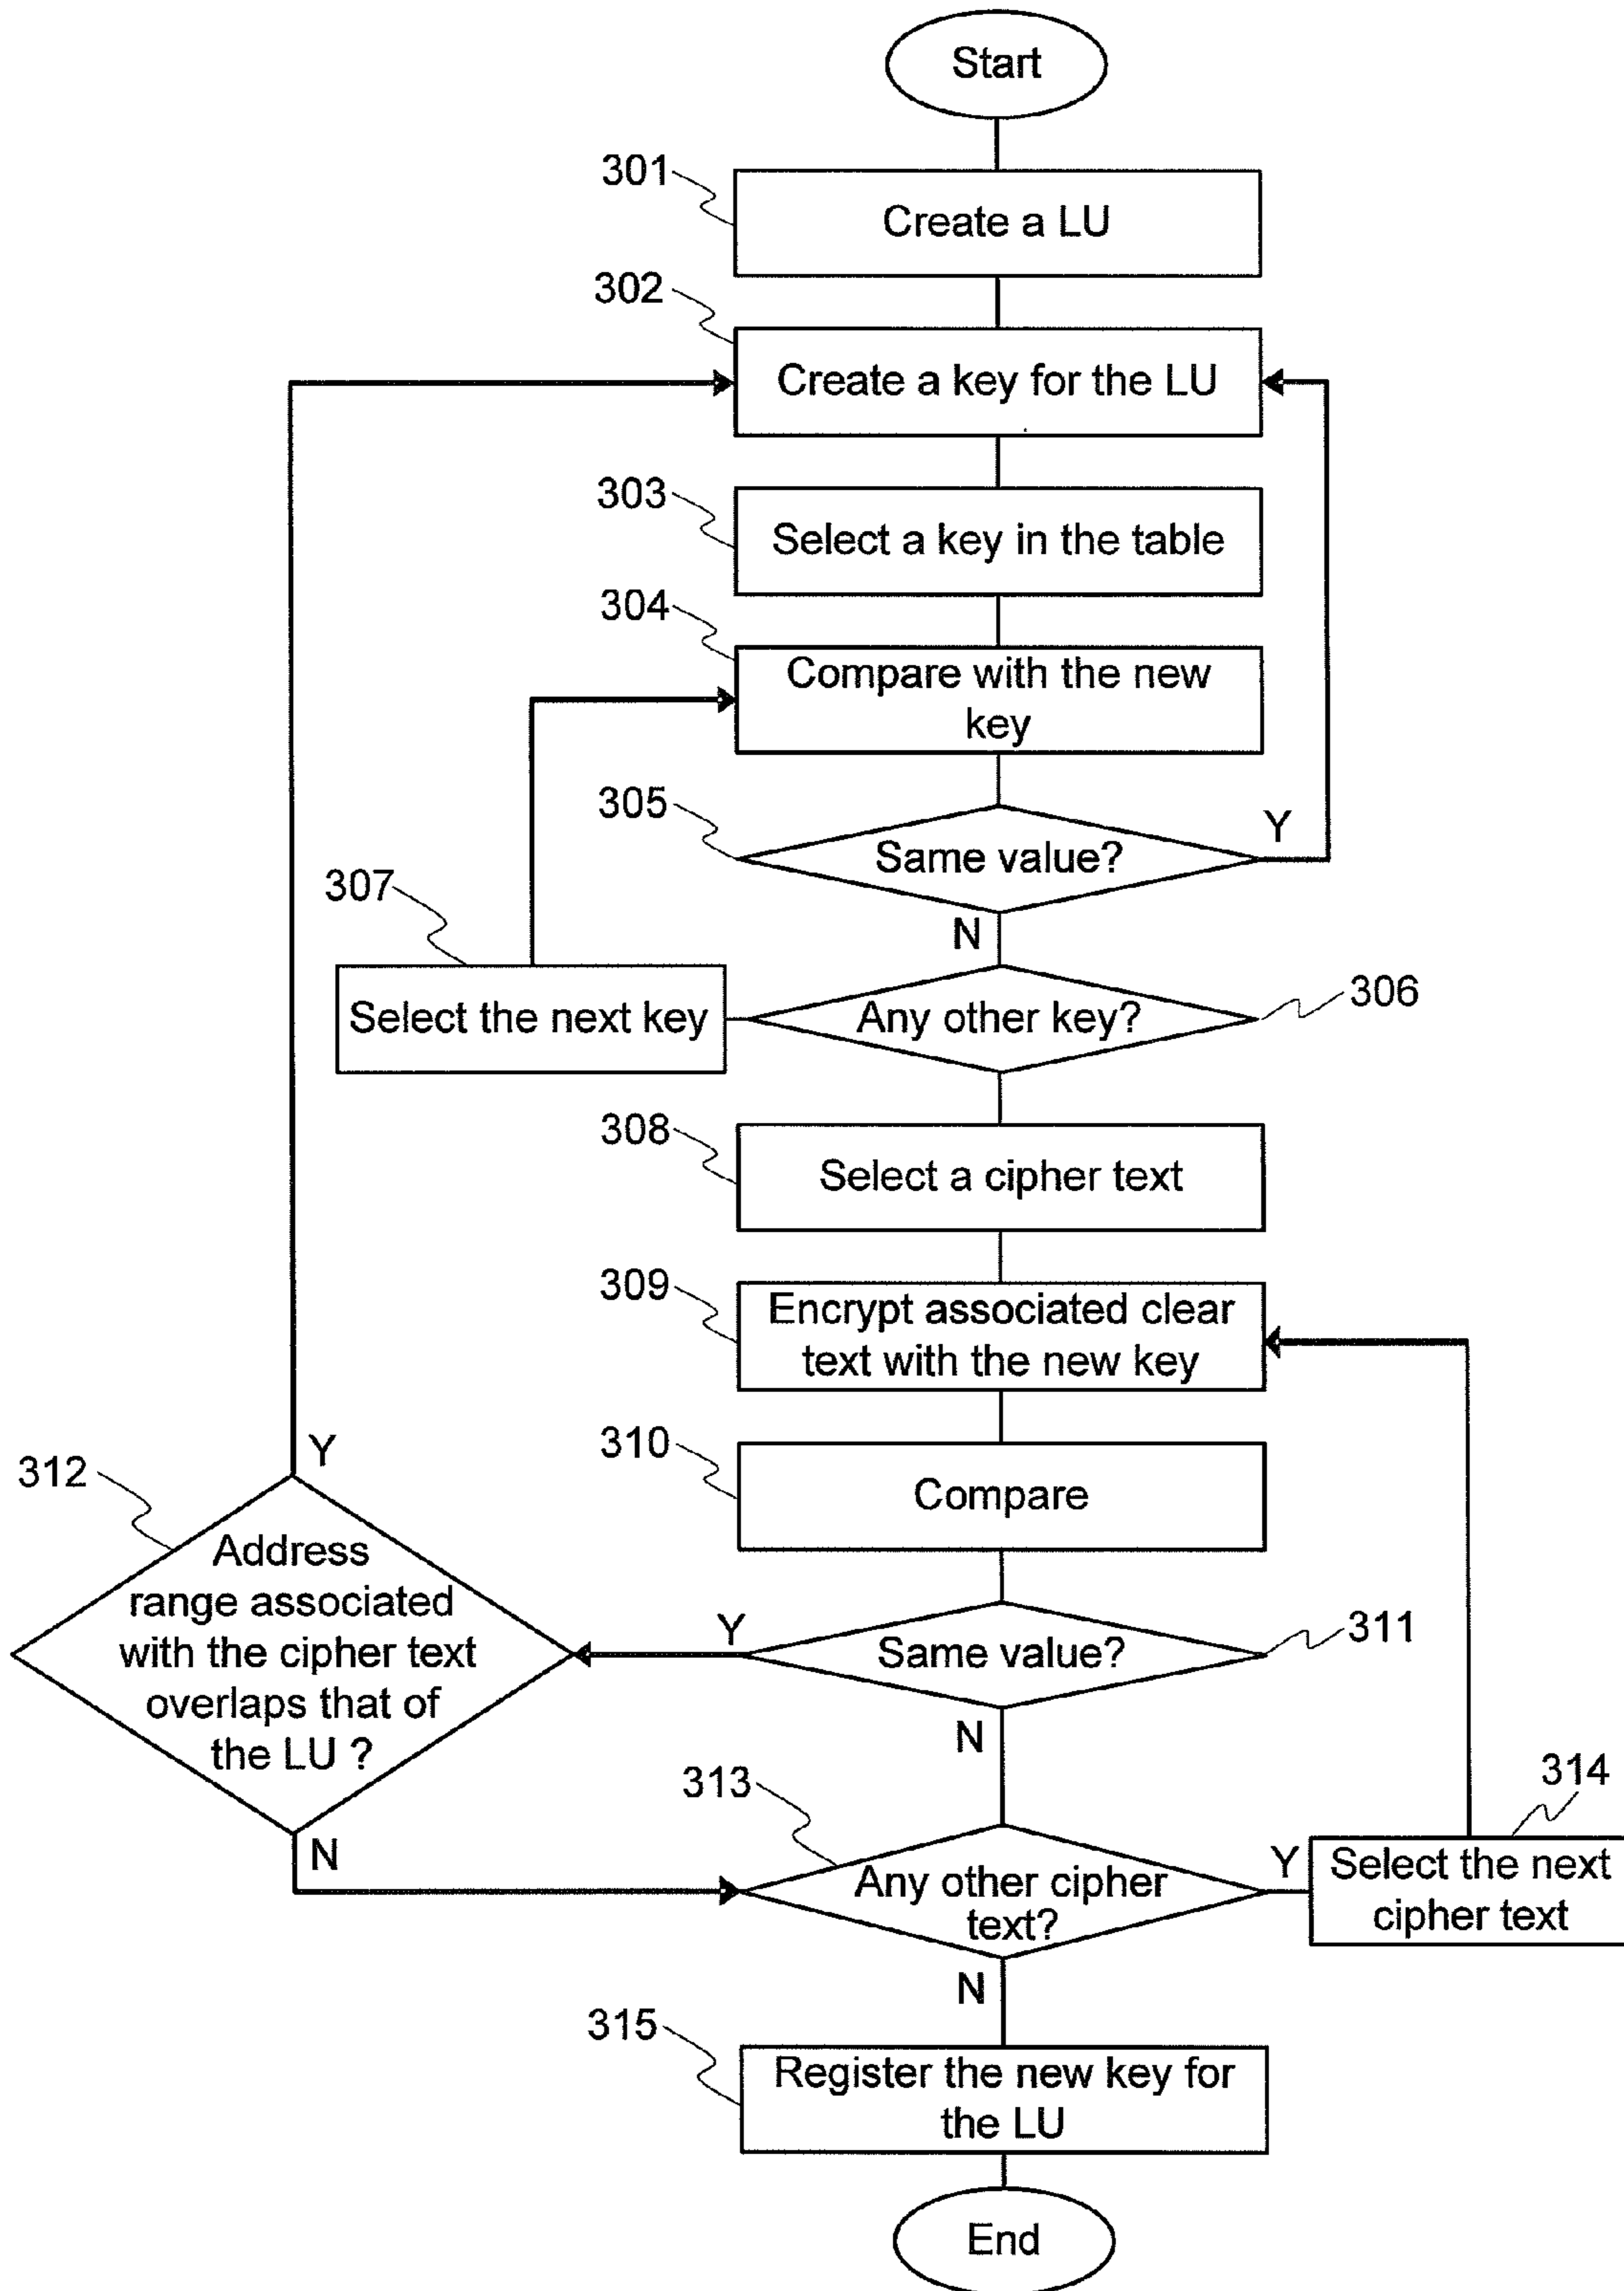 Start
301
Create a LU
302
Create a key for the LU
303
Select a key in the table
304
Compare with the new
key
305
Same value?
Y
N
307
Select the next key
Any other key?
306
308
Select a cipher text
309
Encrypt associated clear
text with the new key
310
Compare
312
Y
Address
range associated
with the cipher text
overlaps that of
the LU ?
N
Y
Same value?
311
N
313
Any other cipher
text?
Y
314
Select the next
cipher text
N
315
Register the new key for
the LU
End